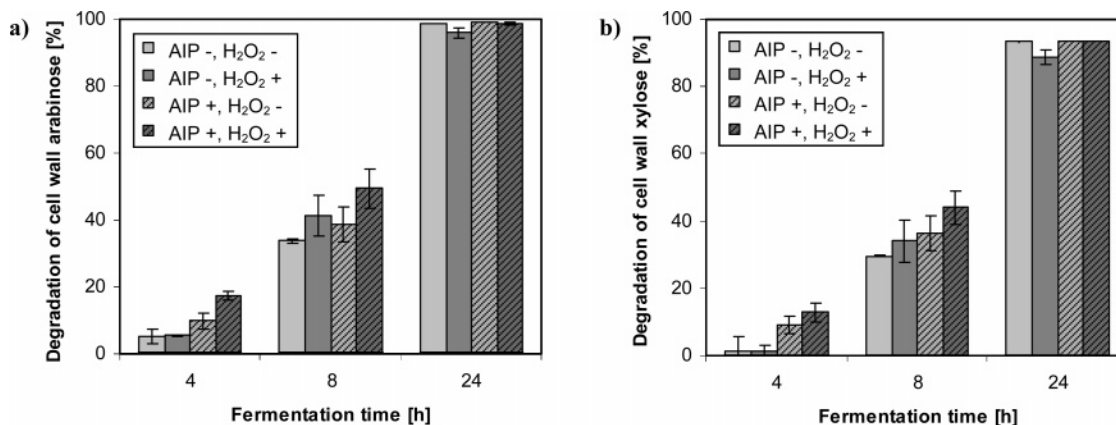 a)
Degradation of cell wall arabinose [%]
100
80
60
40
20
0
AIP -, H₂O₂ -
AIP -, H₂O₂ +
AIP +, H₂O₂ -
AIP +, H₂O₂ +
4 8 24
Fermentation time [h]
b)
Degradation of cell wall xylose [%]
100
80
60
40
20
0
AIP -, H₂O₂ -
AIP -, H₂O₂ +
AIP +, H₂O₂ -
AIP +, H₂O₂ +
4 8 24
Fermentation time [h]